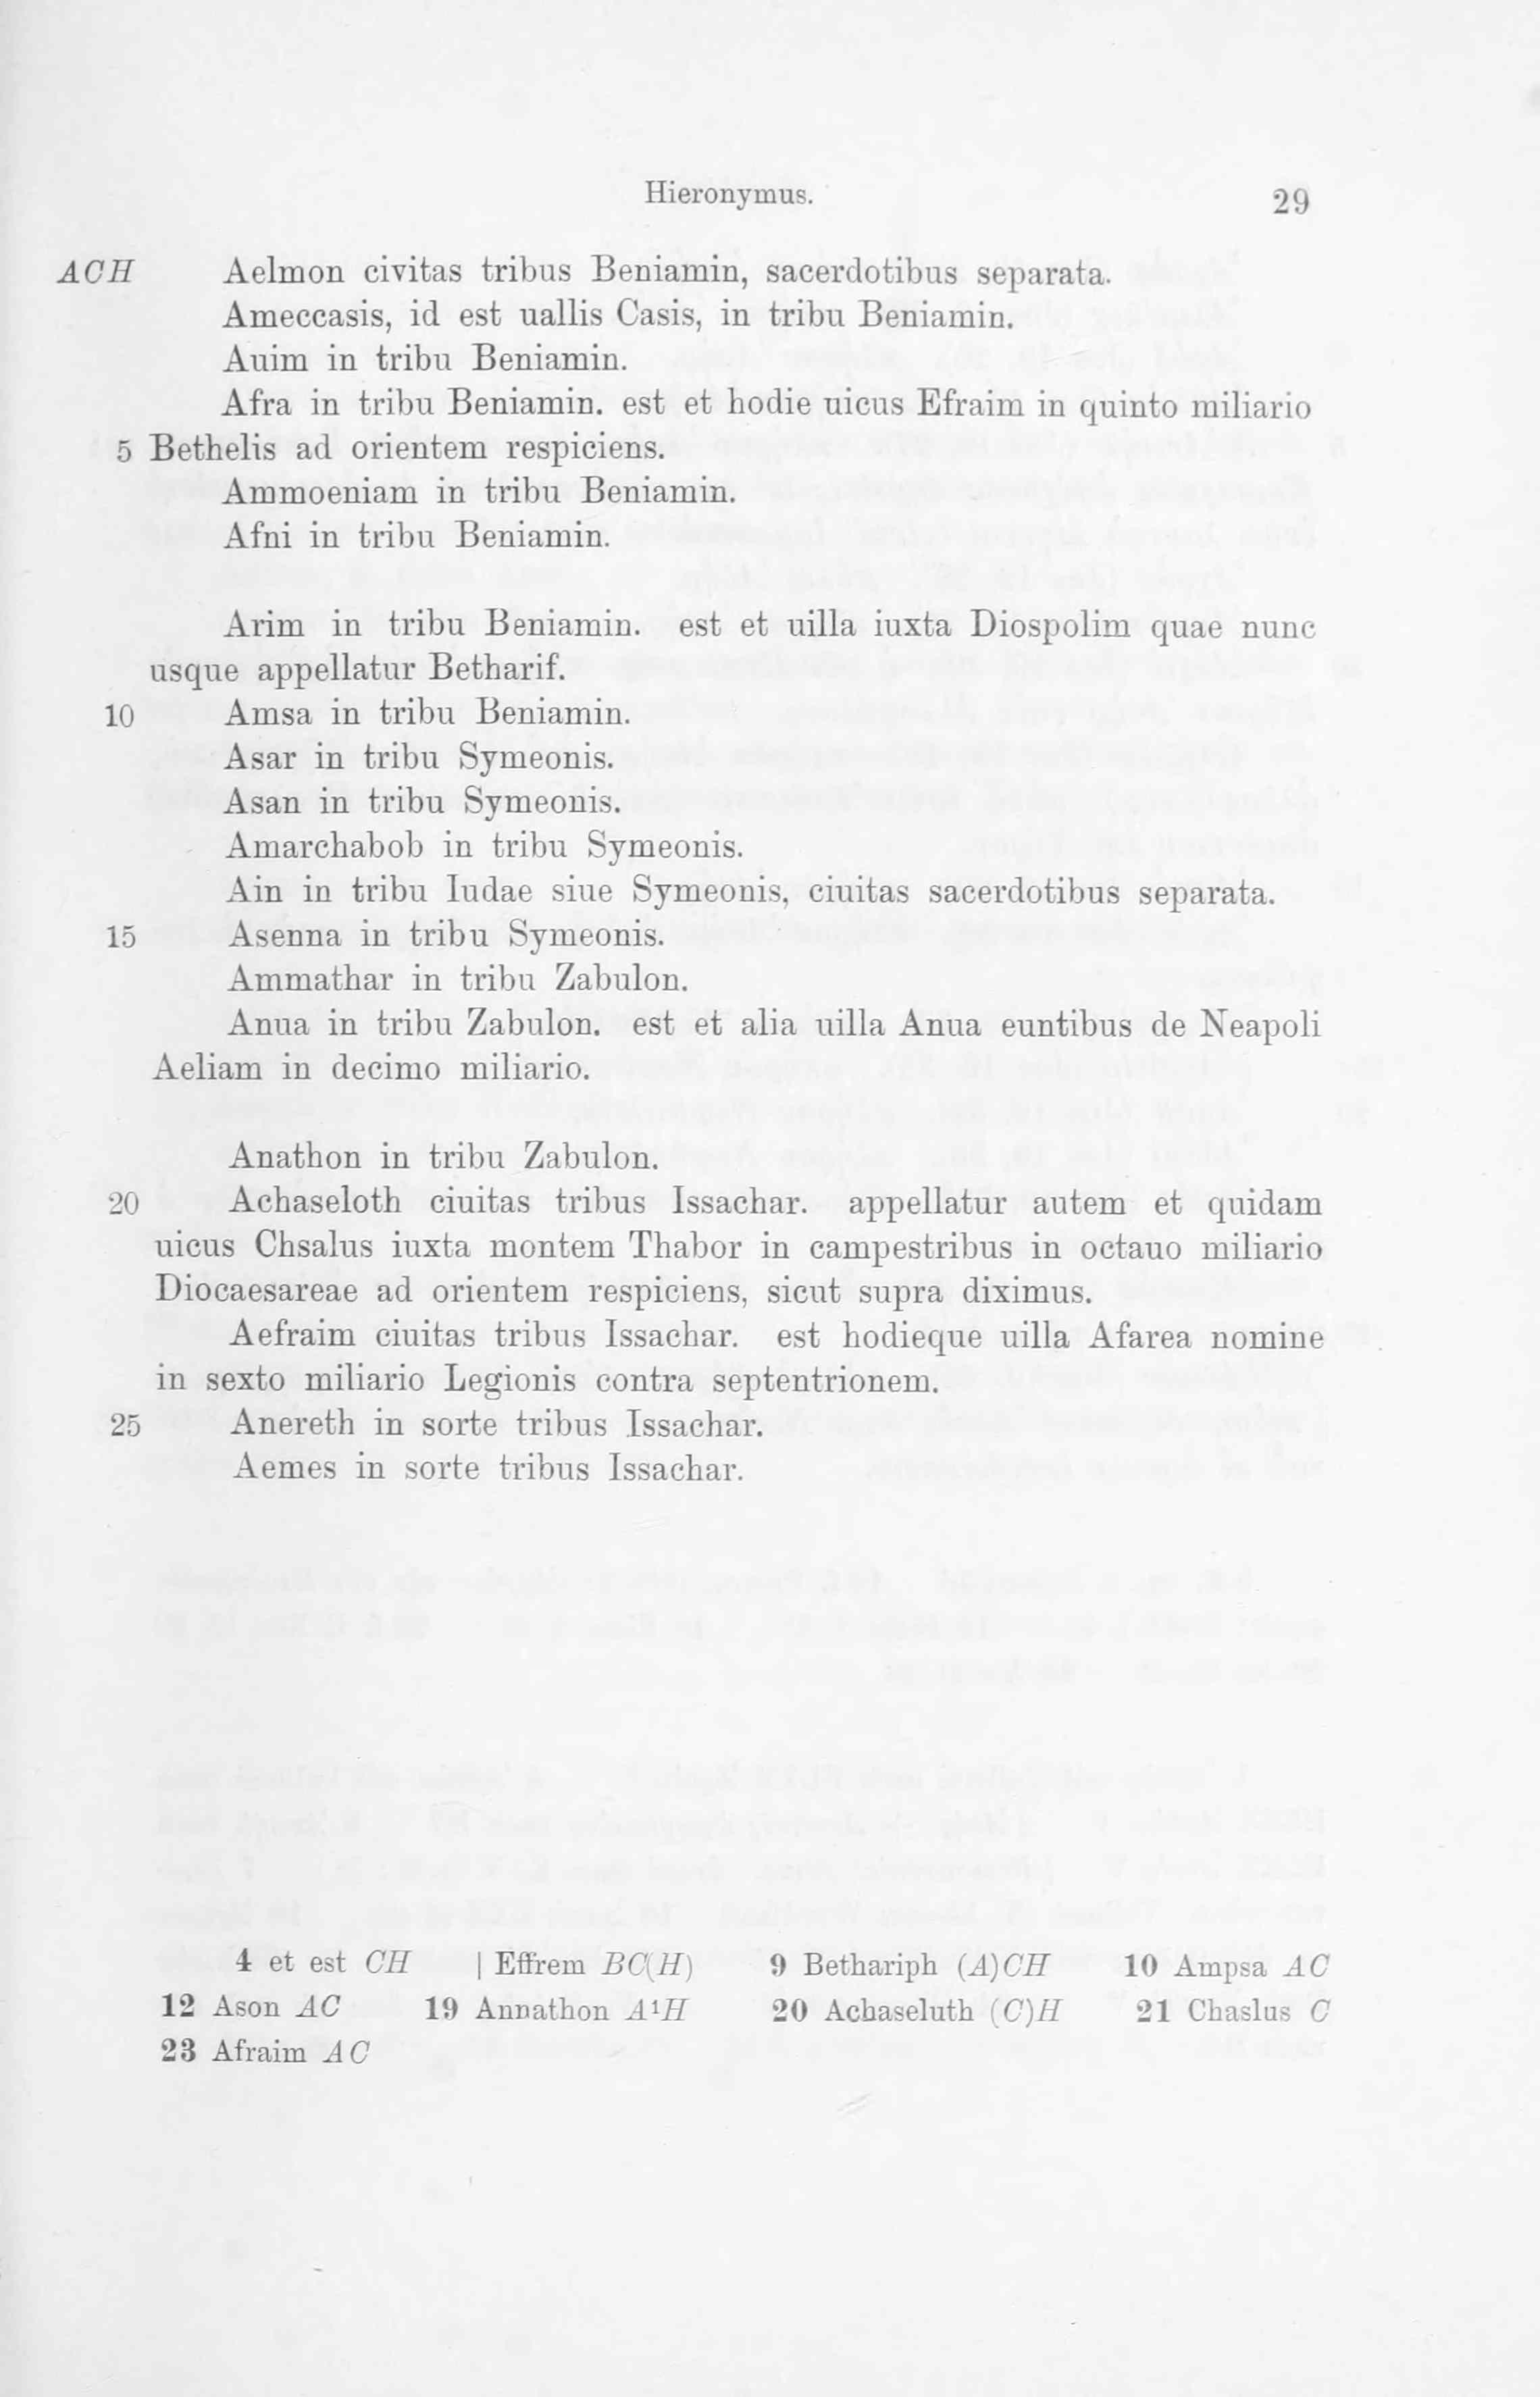 Hieronymus. 29
ACH Aelmon civitas tribus Beniamin, sacerdotibus separata.
Ameccasis, id est uallis Casis, in tribu Beniamin.
Auim in tribu Beniamin.
Afra in tribu Beniamin. est et hodie uicus Efraim in quinto miliario
5 Bethelis ad orientem respiciens.
Ammoeniam in tribu Beniamin.
Afni in tribu Beniamin.
Arim in tribu Beniamin. est et uilla iuxta Diospolim quae nunc
usque appellatur Betharif.
10 Amsa in tribu Beniamin.
Asar in tribu Symeonis.
Asan in tribu Symeonis.
Amarchabob in tribu Symeonis.
Ain in tribu Iudae siue Symeonis, ciuitas sacerdotibus separata.
15 Asenna in tribu Symeonis.
Ammathar in tribu Zabulon.
Anua in tribu Zabulon. est et alia uilla Anua euntibus de Neapoli
Aeliam in decimo miliario.
Anathon in tribu Zabulon.
20 Achaseloth ciuitas tribus Issachar. appellatur autem et quidam
uicus Chsalus iuxta montem Thabor in campestribus in octauo miliario
Diocaesareae ad orientem respiciens, sicut supra diximus.
Aefraim ciuitas tribus Issachar. est hodieque uilla Afarea nomine
in sexto miliario Legionis contra septentrionem.
25 Anereth in sorte tribus Issachar.
Aemes in sorte tribus Issachar.
4 et est CH | Effrem BC(H) 9 Bethariph (A)CH 10 Ampsa AC
12 Ason AC 19 Annathon A¹H 20 Achaseluth (C)H 21 Chaslus C
23 Afraim AC